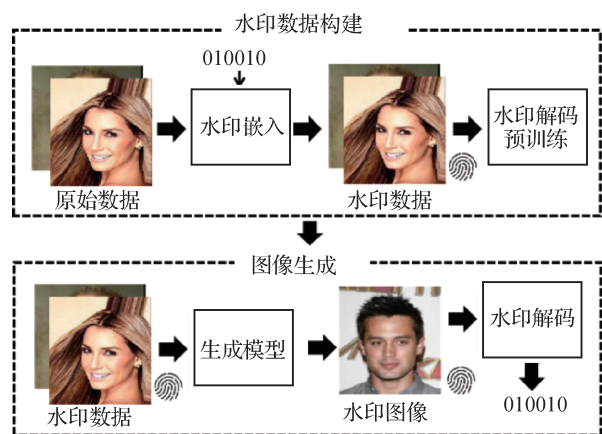 水印数据构建
010010
水印嵌入
水印解码
预训练
原始数据
水印数据
图像生成
生成模型
水印解码
水印数据
水印图像
010010